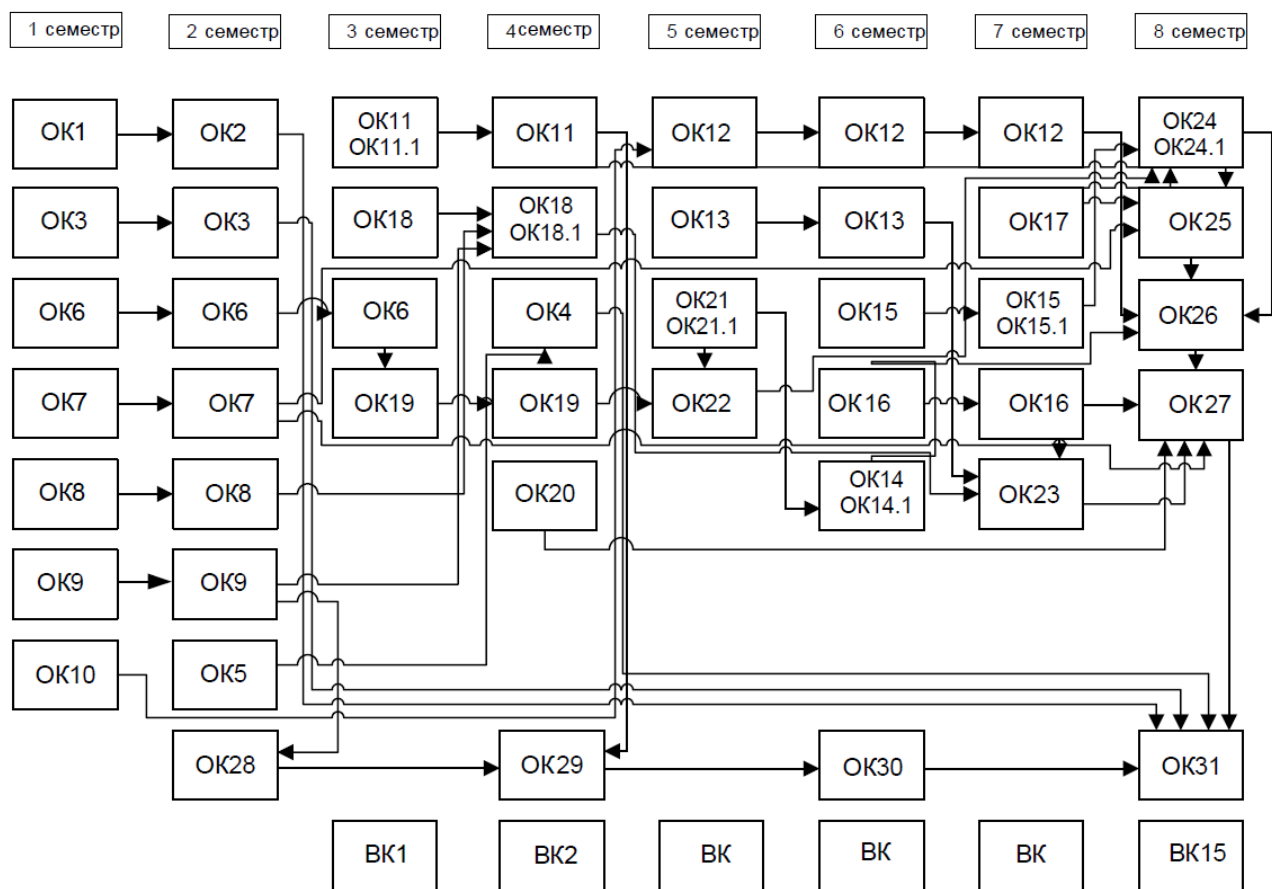 1 семестр
2 семестр
3 семестр
4семестр
5 семестр
6 семестр
7 семестр
8 семестр
ОК1
ОК2
ОК11
ОК11.1
ОК11
ОК12
ОК12
ОК12
ОК24
ОК24.1
ОК3
ОК3
ОК18
ОК18
ОК18.1
ОК13
ОК13
ОК17
ОК25
ОК6
ОК6
ОК6
ОК4
ОК21
ОК21.1
ОК15
ОК15
ОК15.1
ОК26
ОК7
ОК7
ОК19
ОК19
ОК22
ОК16
ОК16
ОК27
ОК8
ОК8
ОК20
ОК14
ОК14.1
ОК23
ОК9
ОК9
ОК10
ОК5
ОК28
ОК29
ОК30
ОК31
ВК1
ВК2
ВК
ВК
ВК
ВК15